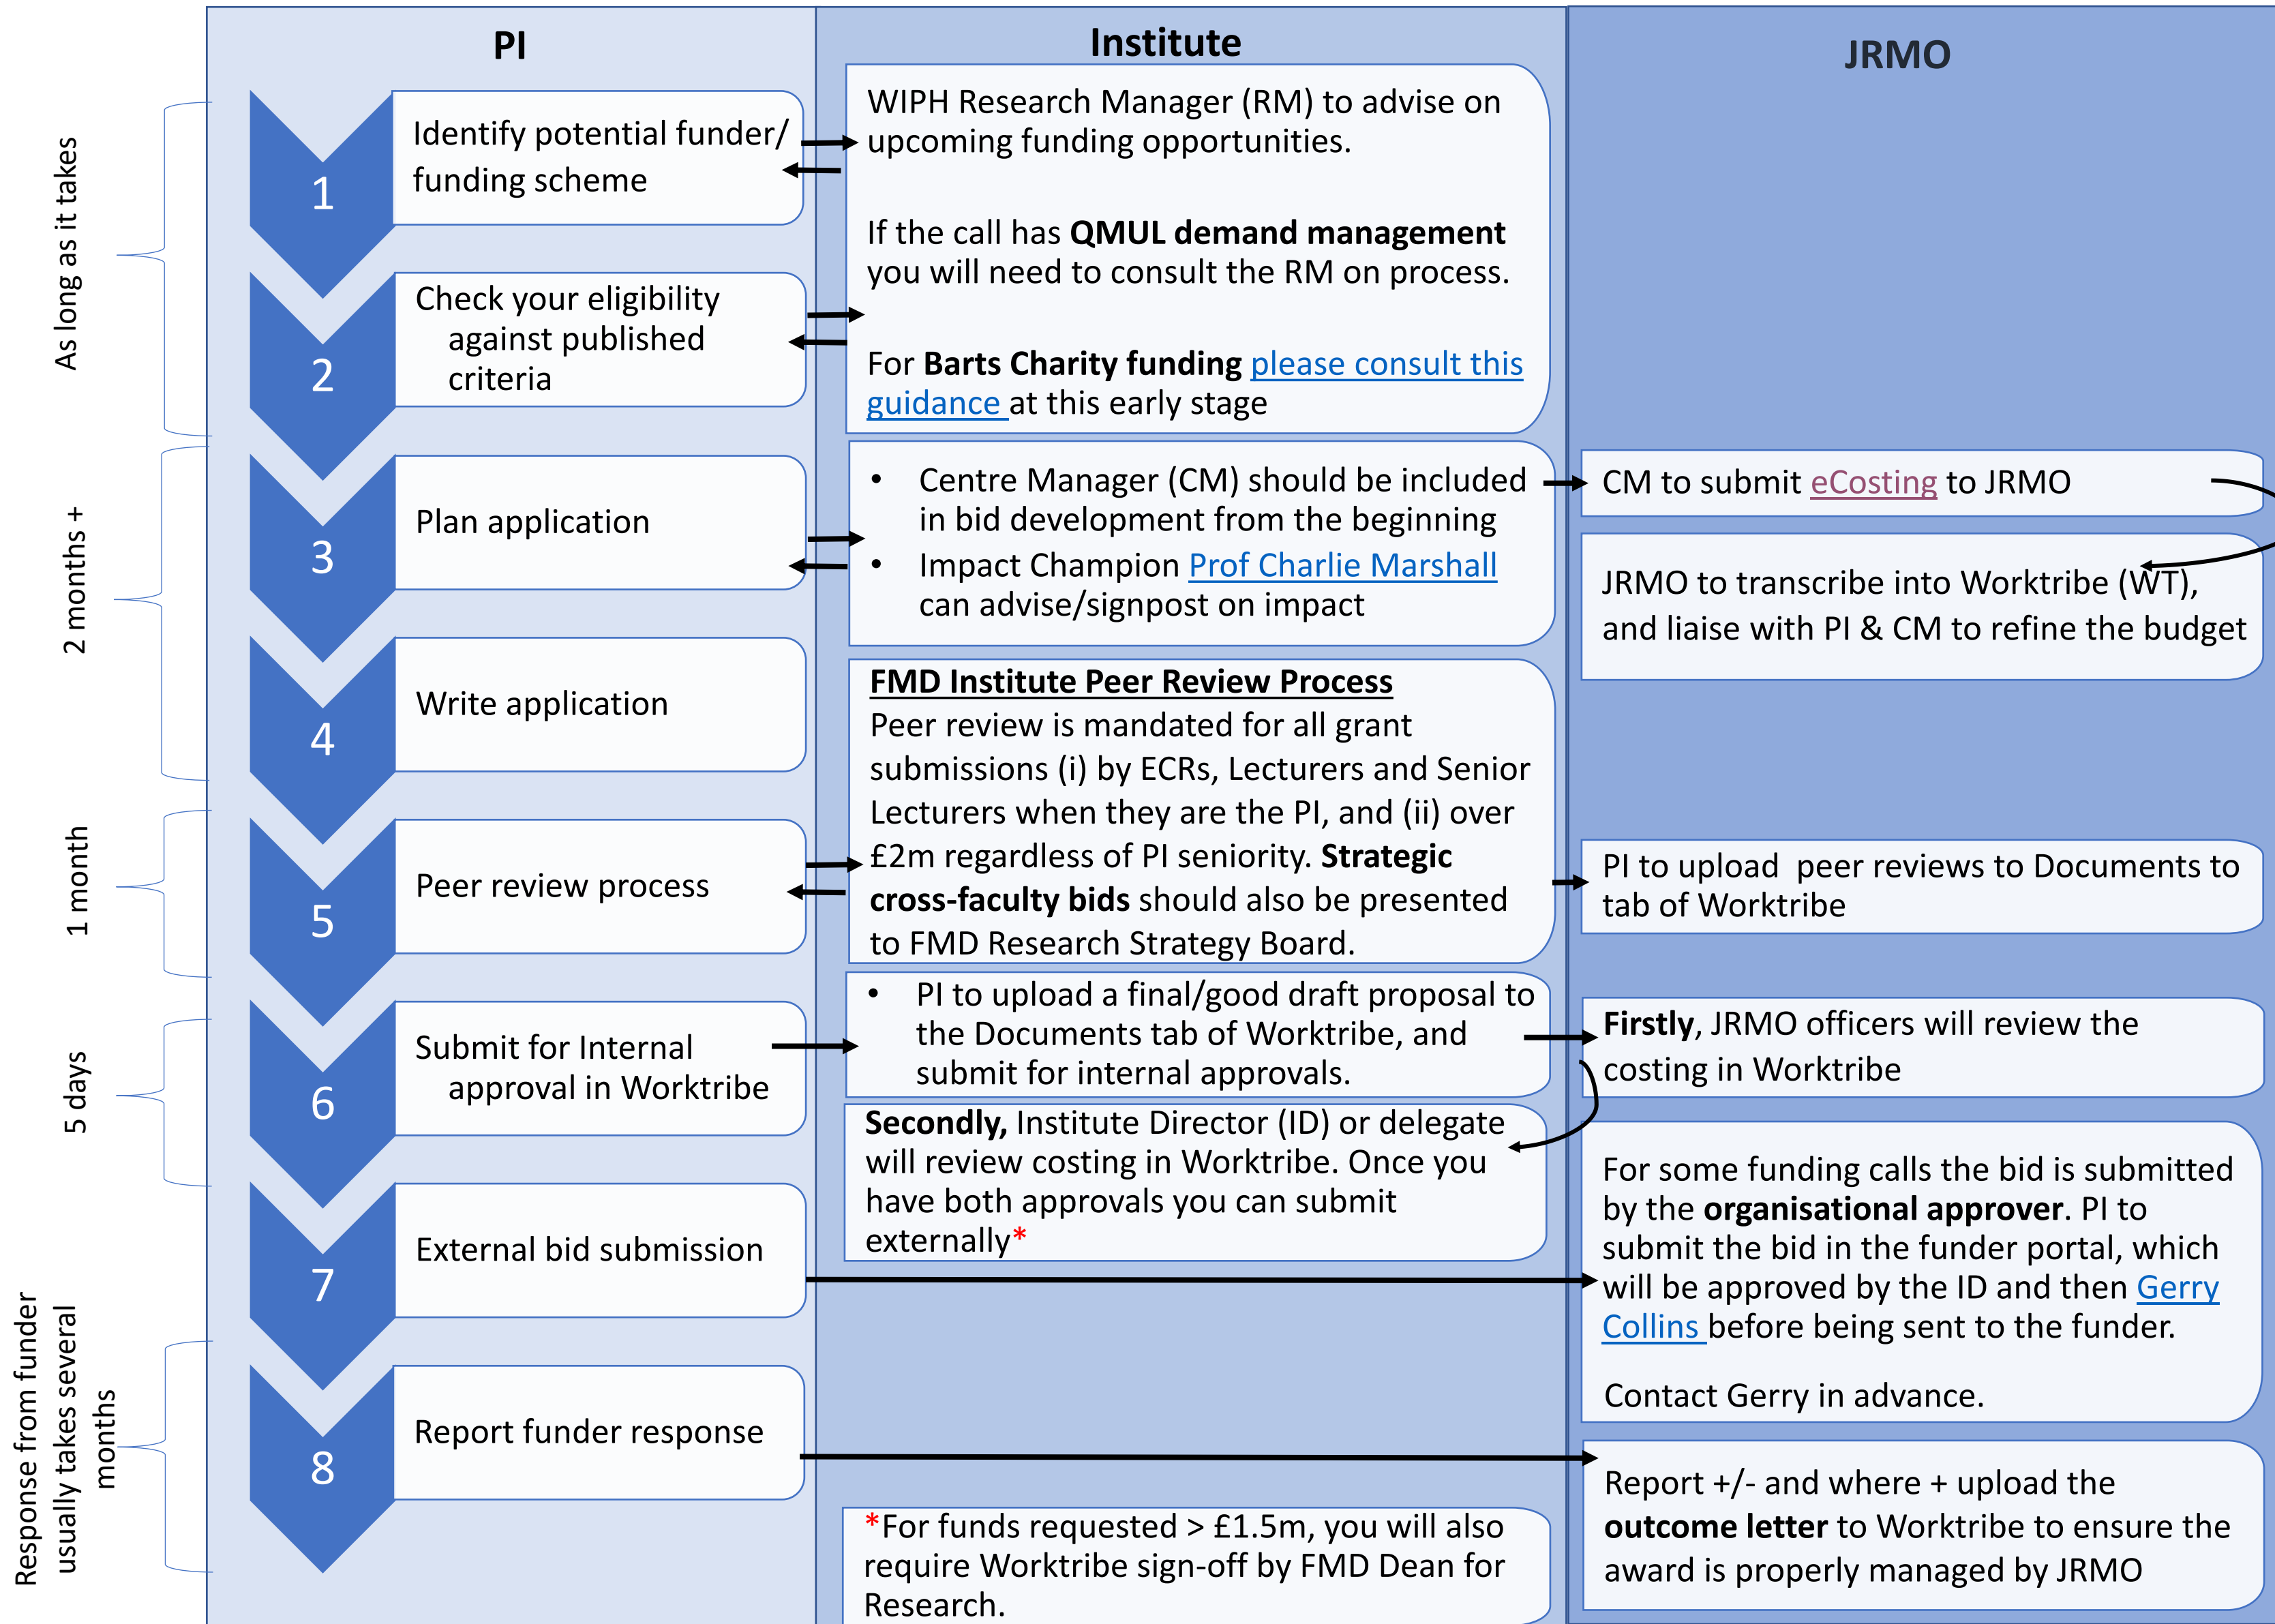 PI
Institute
JRMO
As long as it takes
1
Identify potential funder/
funding scheme
WIPH Research Manager (RM) to advise on
upcoming funding opportunities.
If the call has QMUL demand management
you will need to consult the RM on process.
For Barts Charity funding please consult this
guidance at this early stage
2
Check your eligibility
against published
criteria
2 months +
3
Plan application
• Centre Manager (CM) should be included
in bid development from the beginning
• Impact Champion Prof Charlie Marshall
can advise/signpost on impact
CM to submit eCosting to JRMO
JRMO to transcribe into Worktribe (WT),
and liaise with PI & CM to refine the budget
4
Write application
FMD Institute Peer Review Process
Peer review is mandated for all grant
submissions (i) by ECRs, Lecturers and Senior
Lecturers when they are the PI, and (ii) over
£2m regardless of PI seniority. Strategic
cross-faculty bids should also be presented
to FMD Research Strategy Board.
1 month
5
Peer review process
PI to upload peer reviews to Documents to
tab of Worktribe
5 days
6
Submit for Internal
approval in Worktribe
• PI to upload a final/good draft proposal to
the Documents tab of Worktribe, and
submit for internal approvals.
Firstly, JRMO officers will review the
costing in Worktribe
Secondly, Institute Director (ID) or delegate
will review costing in Worktribe. Once you
have both approvals you can submit
externally*
7
External bid submission
For some funding calls the bid is submitted
by the organisational approver. PI to
submit the bid in the funder portal, which
will be approved by the ID and then Gerry
Collins before being sent to the funder.
Contact Gerry in advance.
Response from funder
usually takes several
months
8
Report funder response
Report +/- and where + upload the
outcome letter to Worktribe to ensure the
award is properly managed by JRMO
*For funds requested > £1.5m, you will also
require Worktribe sign-off by FMD Dean for
Research.